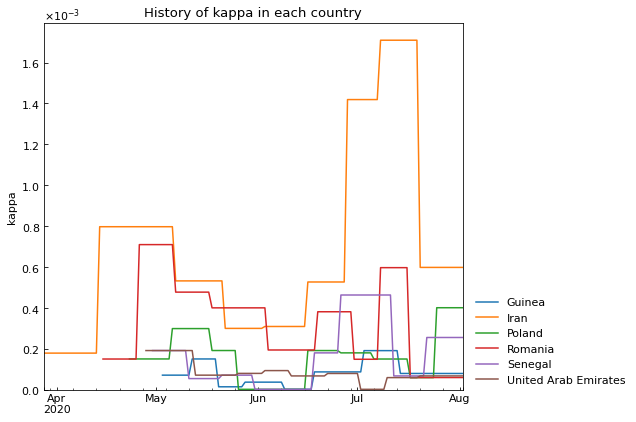 History of kappa in each country
×10⁻³
1.6
1.4
1.2
1.0
0.8
0.6
0.4
0.2
0.0
kappa
Apr May Jun Jul Aug
2020
Guinea
Iran
Poland
Romania
Senegal
United Arab Emirates